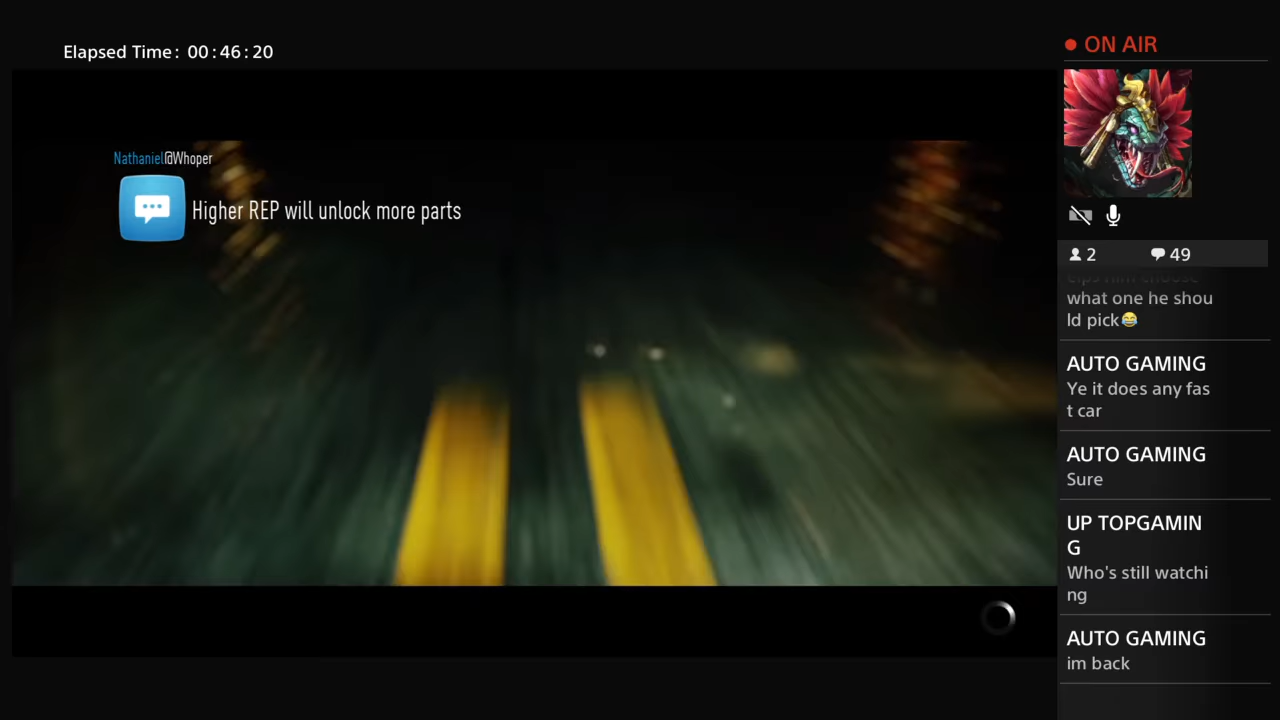 Elapsed Time: 00:46:20
ON AIR
Nathaniel@Whoper
Higher REP will unlock more parts
2
49
what one he shou
ld pick😂
AUTO GAMING
Ye it does any fas
t car
AUTO GAMING
Sure
UP TOPGAMIN
G
Who's still watchi
ng
AUTO GAMING
im back